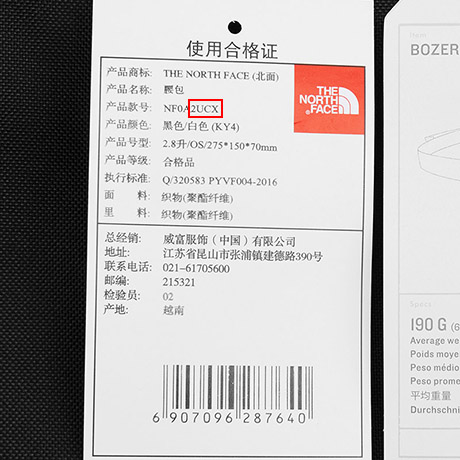 使用合格证
产品商标: THE NORTH FACE (北面)
产品名称: 腰包
产品款号: NF0A2UCX
产品颜色: 黑色/白色 (KY4)
产品号型: 2.8升/OS/275*150*70mm
产品等级: 合格品
执行标准: Q/320583 PYVF004-2016
面 料: 织物(聚酯纤维)
里 料: 织物(聚酯纤维)
THE
NORTH
FACE
总经销: 威富服饰（中国）有限公司
地址: 江苏省昆山市张浦镇建德路390号
联系电话: 021-61705600
邮编: 215321
检验员: 02
产地: 越南
6 907096 287640
New
BOZER
Specs
190 G (6
Average we
Poids moye
Peso médio
Peso prome
平均重量
Durchschni